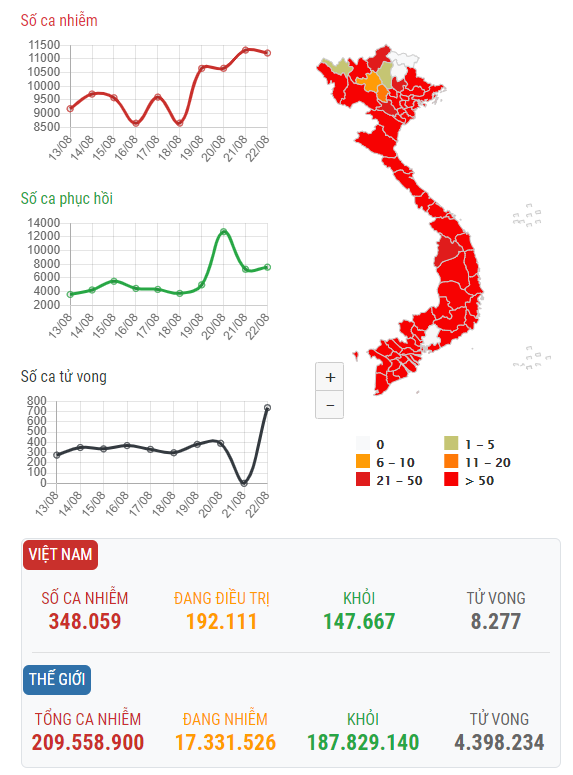 Số ca nhiễm
11500
11000
10500
10000
9500
9000
8500
13/08 14/08 15/08 16/08 17/08 18/08 19/08 20/08 21/08 22/08
Số ca phục hồi
14000
12000
10000
8000
6000
4000
2000
13/08 14/08 15/08 16/08 17/08 18/08 19/08 20/08 21/08 22/08
Số ca tử vong
800
700
600
500
400
300
200
100
0
13/08 14/08 15/08 16/08 17/08 18/08 19/08 20/08 21/08 22/08
+
−
0 1 – 5
6 – 10 11 – 20
21 – 50 > 50
VIỆT NAM
SỐ CA NHIỄM ĐANG ĐIỀU TRỊ KHỎI TỬ VONG
348.059 192.111 147.667 8.277
THẾ GIỚI
TỔNG CA NHIỄM ĐANG NHIỄM KHỎI TỬ VONG
209.558.900 17.331.526 187.829.140 4.398.234